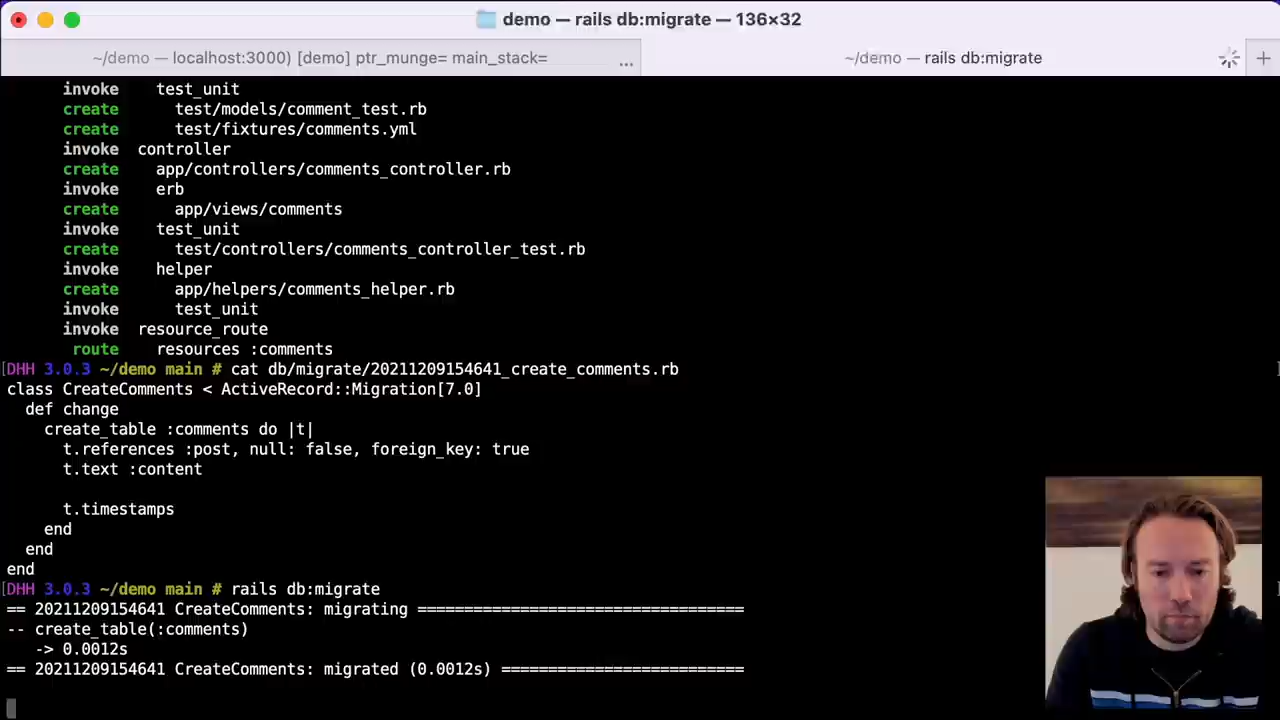 demo — rails db:migrate — 136×32
~/demo — localhost:3000) [demo] ptr_munge= main_stack= ...
~/demo — rails db:migrate +
invoke test_unit
create test/models/comment_test.rb
create test/fixtures/comments.yml
invoke controller
create app/controllers/comments_controller.rb
invoke erb
create app/views/comments
invoke test_unit
create test/controllers/comments_controller_test.rb
invoke helper
create app/helpers/comments_helper.rb
invoke test_unit
invoke resource_route
route resources :comments
[DHH 3.0.3 ~/demo main # cat db/migrate/20211209154641_create_comments.rb ]
class CreateComments < ActiveRecord::Migration[7.0]
def change
create_table :comments do |t|
t.references :post, null: false, foreign_key: true
t.text :content
t.timestamps
end
end
end
[DHH 3.0.3 ~/demo main # rails db:migrate ]
== 20211209154641 CreateComments: migrating ===================================
-- create_table(:comments)
-> 0.0012s
== 20211209154641 CreateComments: migrated (0.0012s) ==========================